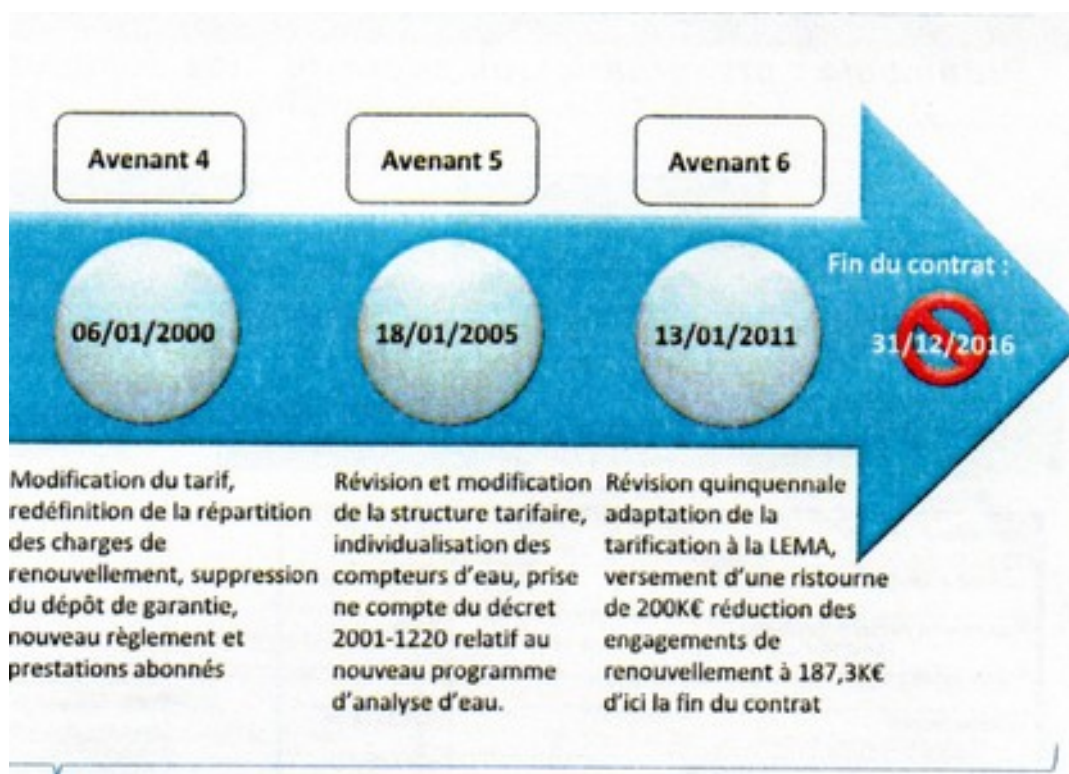 Avenant 4
Avenant 5
Avenant 6
Fin du contrat :
06/01/2000
18/01/2005
13/01/2011
31/12/2016
Modification du tarif,
redéfinition de la répartition
des charges de
renouvellement, suppression
du dépôt de garantie,
nouveau règlement et
prestations abonnés
Révision et modification
de la structure tarifaire,
individualisation des
compteurs d'eau, prise
ne compte du décret
2001-1220 relatif au
nouveau programme
d'analyse d'eau.
Révision quinquennale
adaptation de la
tarification à la LEMA,
versement d'une ristourne
de 200K€ réduction des
engagements de
renouvellement à 187,3K€
d'ici la fin du contrat